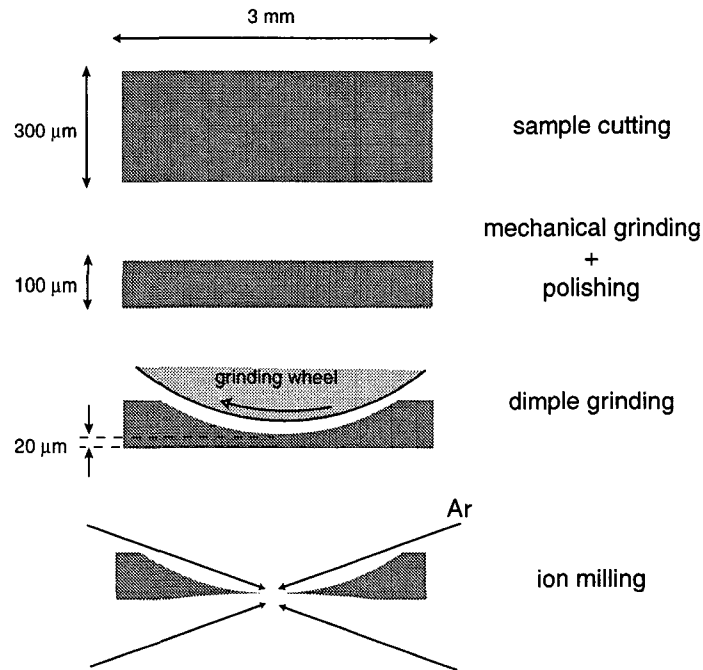 3 mm
300 μm
sample cutting
mechanical grinding
+
polishing
100 μm
grinding wheel
dimple grinding
20 μm
Ar
ion milling